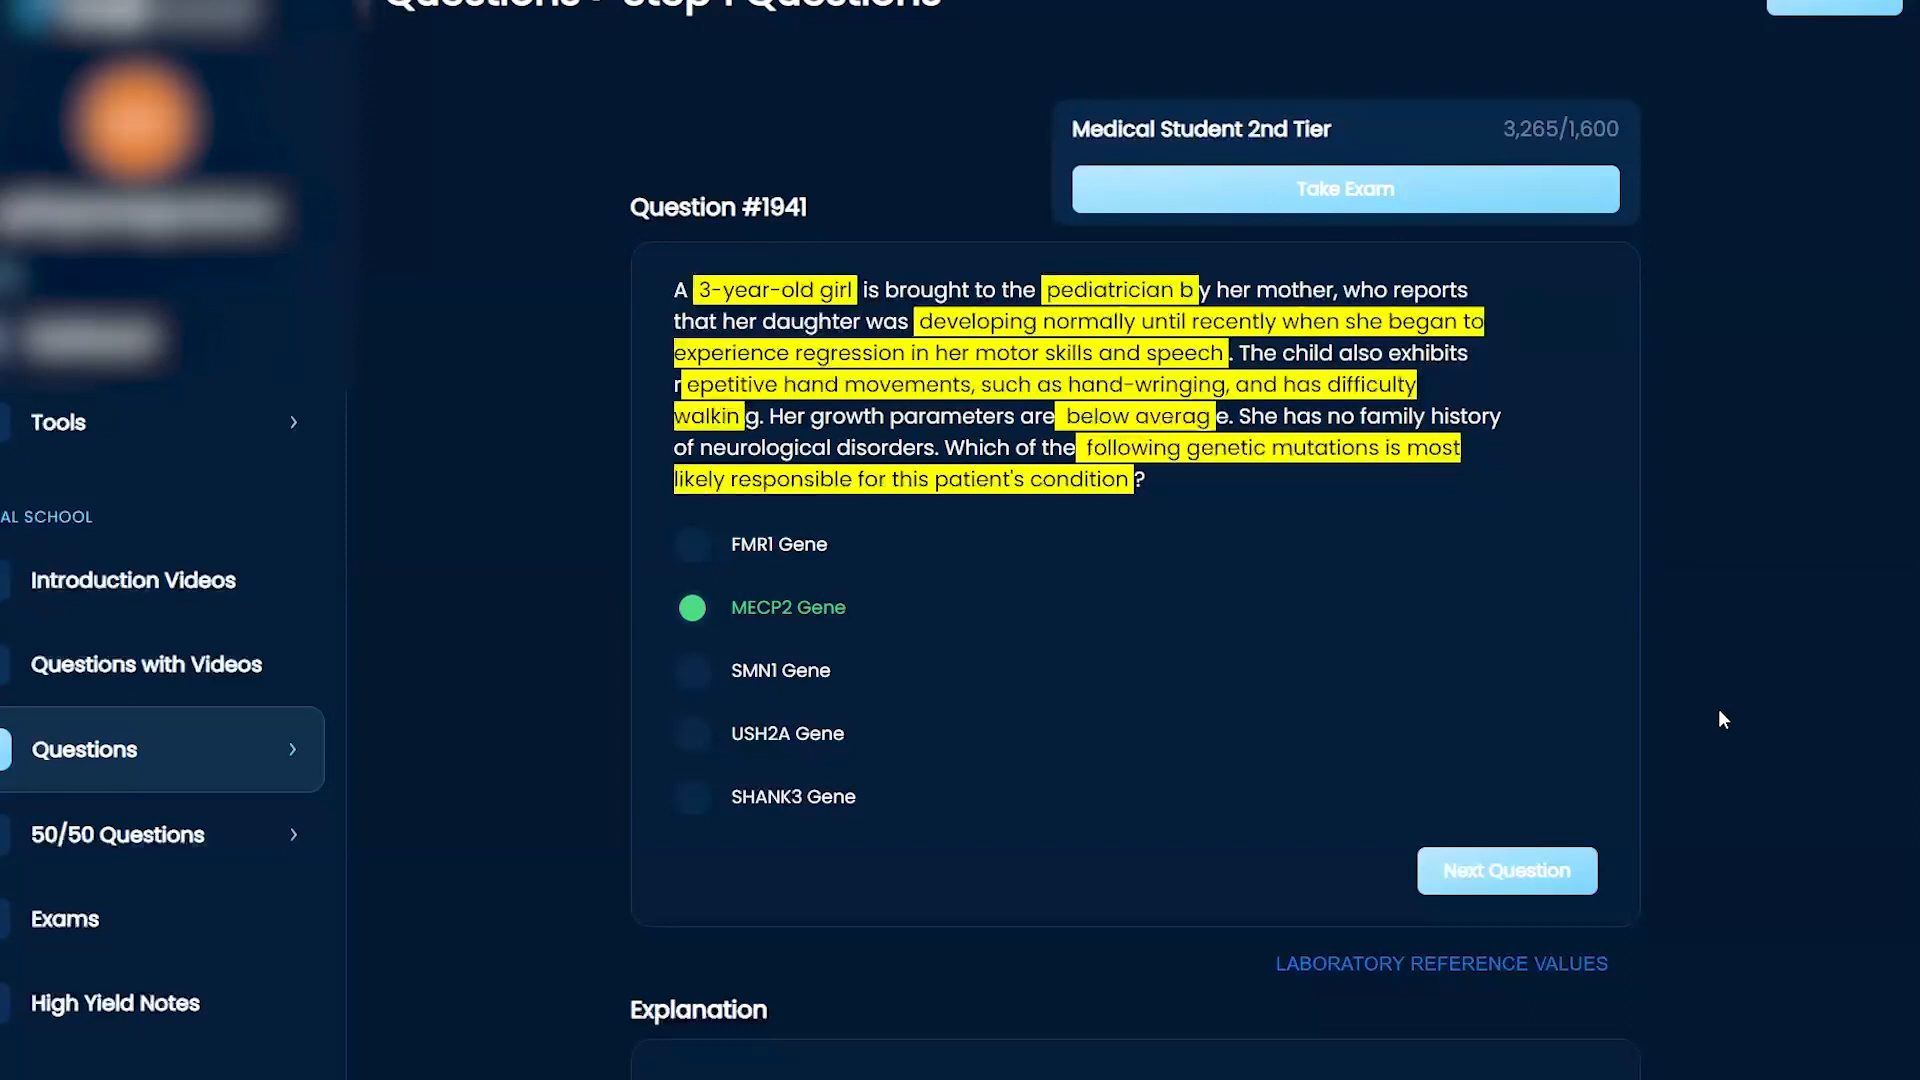 Questions > Step 1 Questions
Medical Student 2nd Tier
3,265/1,600
Take Exam
Question #1941
A 3-year-old girl is brought to the pediatrician by her mother, who reports
that her daughter was developing normally until recently when she began to
experience regression in her motor skills and speech. The child also exhibits
repetitive hand movements, such as hand-wringing, and has difficulty
walking. Her growth parameters are below average. She has no family history
of neurological disorders. Which of the following genetic mutations is most
likely responsible for this patient's condition?
FMR1 Gene
MECP2 Gene
SMN1 Gene
USH2A Gene
SHANK3 Gene
Next Question
LABORATORY REFERENCE VALUES
Explanation
Tools
AL SCHOOL
Introduction Videos
Questions with Videos
Questions
50/50 Questions
Exams
High Yield Notes